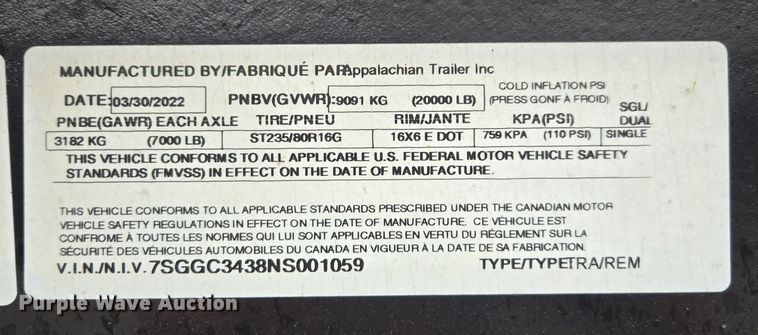 MANUFACTURED BY/FABRIQUÉ PAR Appalachian Trailer Inc
DATE: 03/30/2022 PNBV(GVWR): 9091 KG (20000 LB) COLD INFLATION PSI
(PRESS GONF A FROID) SGL/
PNBE(GAWR) EACH AXLE TIRE/PNEU RIM/JANTE KPA(PSI) DUAL
3182 KG (7000 LB) ST235/80R16G 16X6 E DOT 759 KPA (110 PSI) SINGLE
THIS VEHICLE CONFORMS TO ALL APPLICABLE U.S. FEDERAL MOTOR VEHICLE SAFETY
STANDARDS (FMVSS) IN EFFECT ON THE DATE OF MANUFACTURE.
THIS VEHICLE CONFORMS TO ALL APPLICABLE STANDARDS PRESCRIBED UNDER THE CANADIAN MOTOR
VEHICLE SAFETY REGULATIONS IN EFFECT ON THE DATE OF MANUFACTURE. CE VÉHICULE EST
CONFROME À TOUTES LES NORMES QUI LUI SONT APPLICABLES EN VERTU DU RÉGLEMENT SUR LA
SÉCURITÉ DES VÉHICULES AUTOMOBILES DU CANADA EN VIGUEUR À LA DATE DE SA FABRICATION.
V.I.N./N.I.V. 7SGGC3438NS001059 TYPE/TYPE TRA/REM
Purple Wave Auction